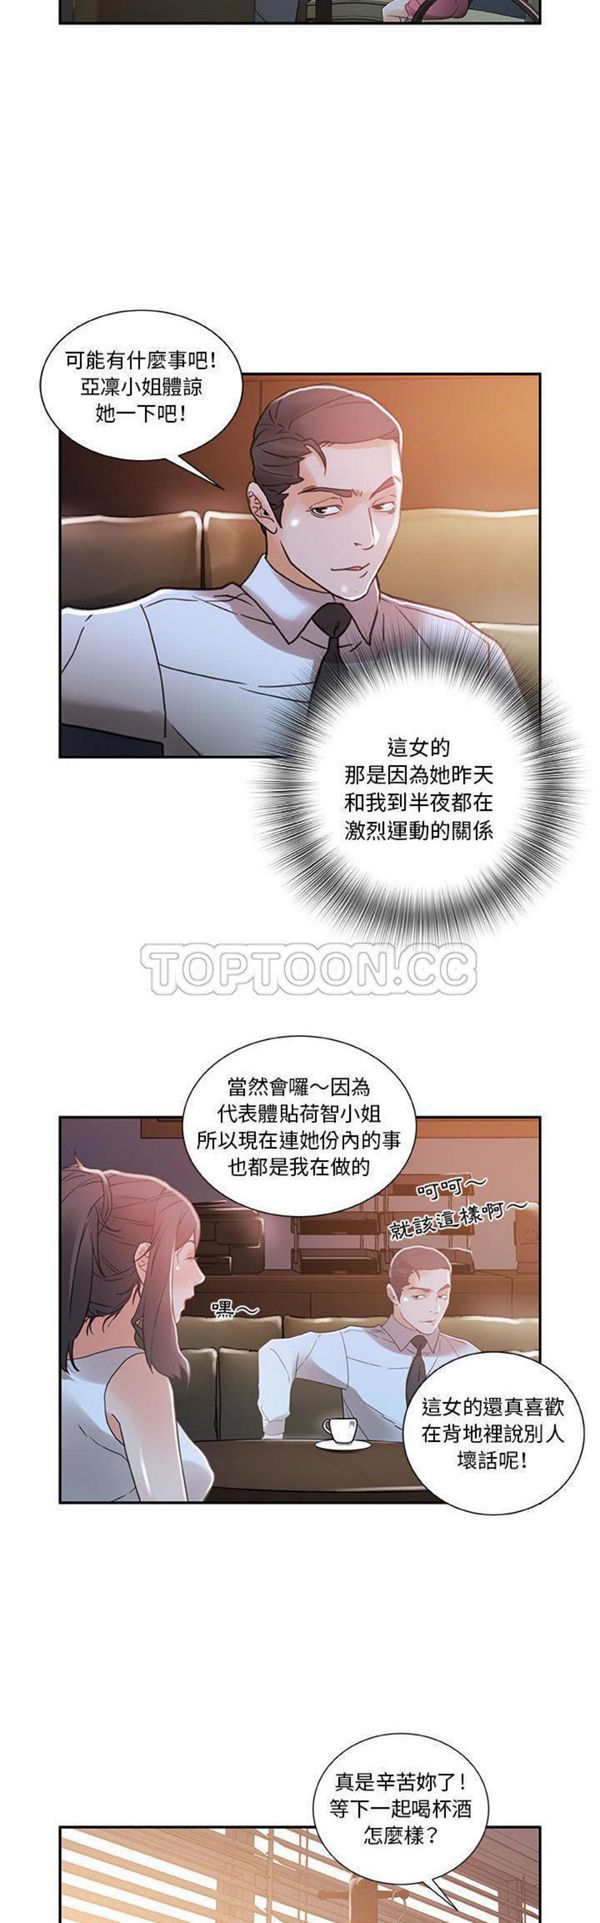 可能有什麼事吧！
亞凜小姐體諒
她一下吧！
這女的
那是因為她昨天
和我到半夜都在
激烈運動的關係
TOPTOON.CC
當然會囉～因為
代表體貼荷智小姐
所以現在連她份內的事
也都是我在做的
呵呵～
就該這樣啊～
嘿～
這女的還真喜歡
在背地裡說別人
壞話呢！
真是辛苦妳了！
等下一起喝杯酒
怎麼樣？